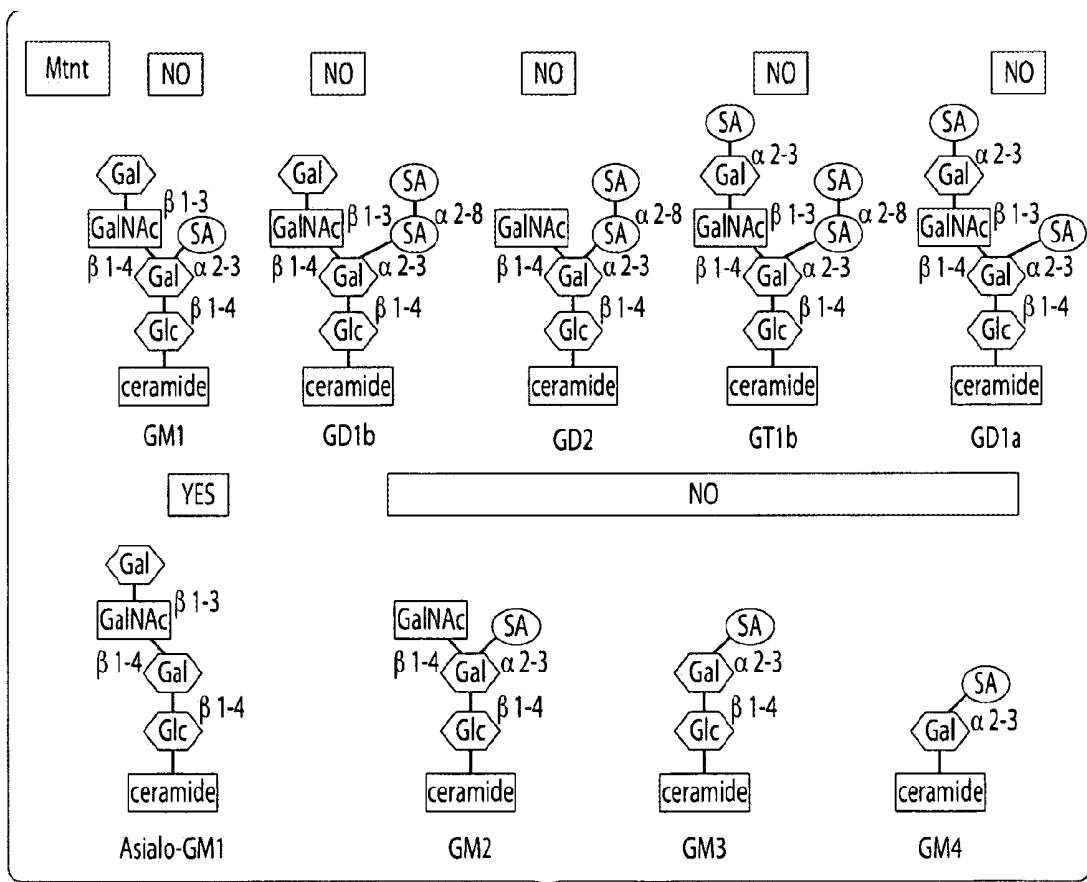 Mtnt NO NO NO NO NO
SA SA
Gal Gal SA SA α 2-3 Gal SA α 2-3 Gal
β 1-3 GalNAc SA
β 1-3 GalNAc SA α 2-8
GalNAc SA α 2-8
β 1-3 GalNAc SA α 2-8
β 1-3 GalNAc SA
β 1-4 Gal α 2-3 β 1-4 Gal α 2-3 β 1-4 Gal α 2-3 β 1-4 Gal α 2-3 β 1-4 Gal α 2-3
Glc β 1-4 Glc β 1-4 Glc β 1-4 Glc β 1-4 Glc β 1-4
ceramide ceramide ceramide ceramide ceramide
GM1 GD1b GD2 GT1b GD1a
YES NO
Gal
GalNAc β 1-3 GalNAc SA SA
β 1-4 Gal β 1-4 Gal α 2-3 Gal α 2-3 SA
Glc β 1-4 Glc β 1-4 Glc β 1-4 Gal α 2-3
ceramide ceramide ceramide ceramide
Asialo-GM1 GM2 GM3 GM4